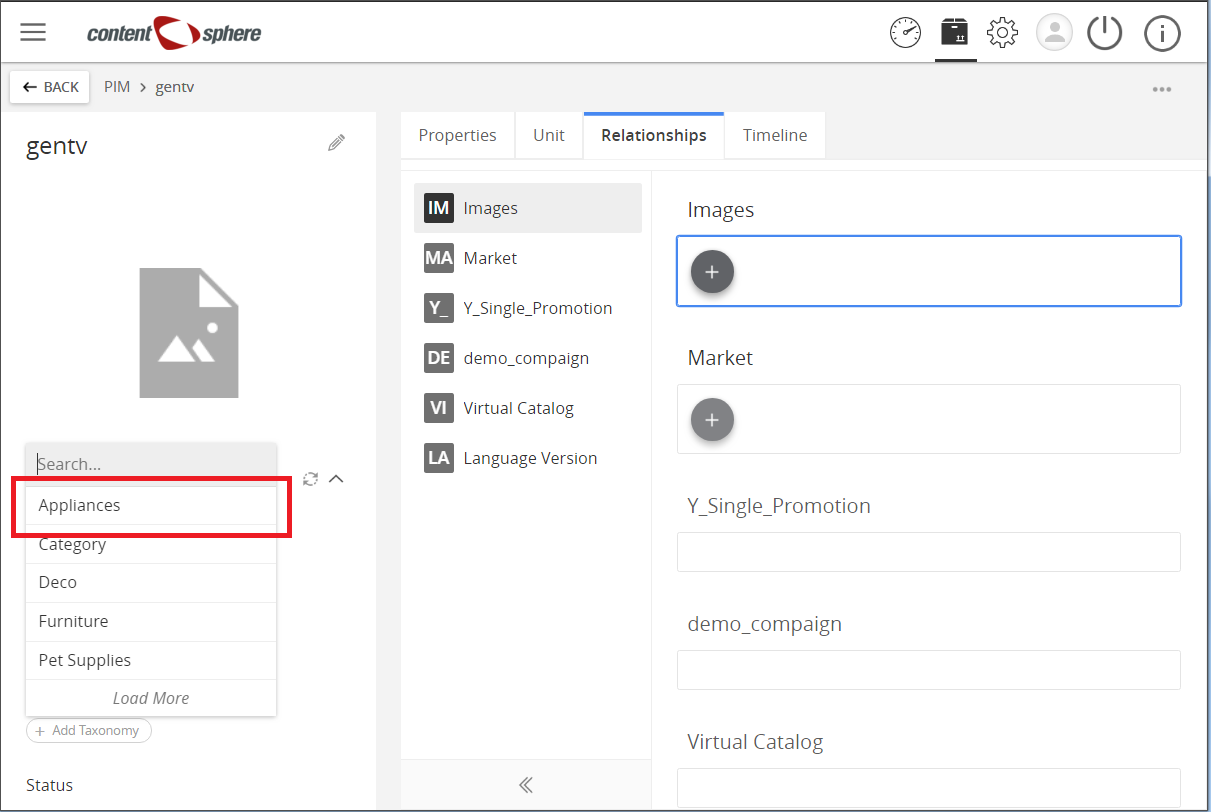 content sphere
BACK PIM > gentv
gentv
Search...
Appliances
Category
Deco
Furniture
Pet Supplies
Load More
+ Add Taxonomy
Status
Properties Unit Relationships Timeline
IM Images
MA Market
Y_ Y_Single_Promotion
DE demo_compaign
VI Virtual Catalog
LA Language Version
Images
Market
Y_Single_Promotion
demo_compaign
Virtual Catalog